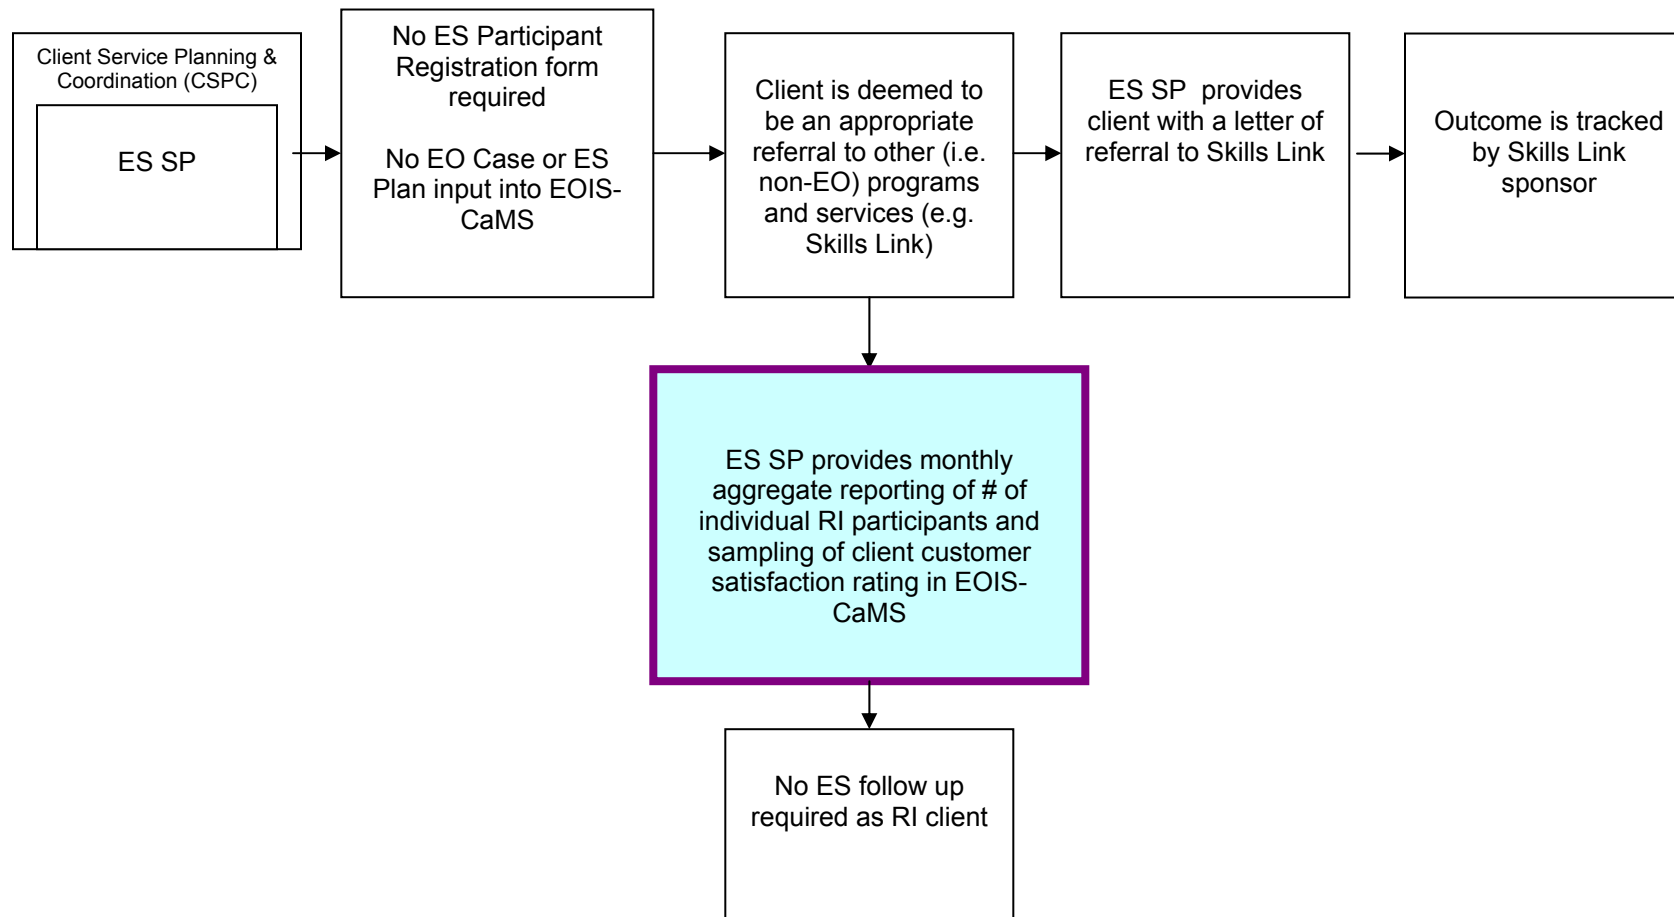 Client Service Planning &
Coordination (CSPC)
ES SP
No ES Participant
Registration form
required
No EO Case or ES
Plan input into EOIS-
CaMS
Client is deemed to
be an appropriate
referral to other (i.e.
non-EO) programs
and services (e.g.
Skills Link)
ES SP provides
client with a letter of
referral to Skills Link
Outcome is tracked
by Skills Link
sponsor
ES SP provides monthly
aggregate reporting of # of
individual RI participants and
sampling of client customer
satisfaction rating in EOIS-
CaMS
No ES follow up
required as RI client